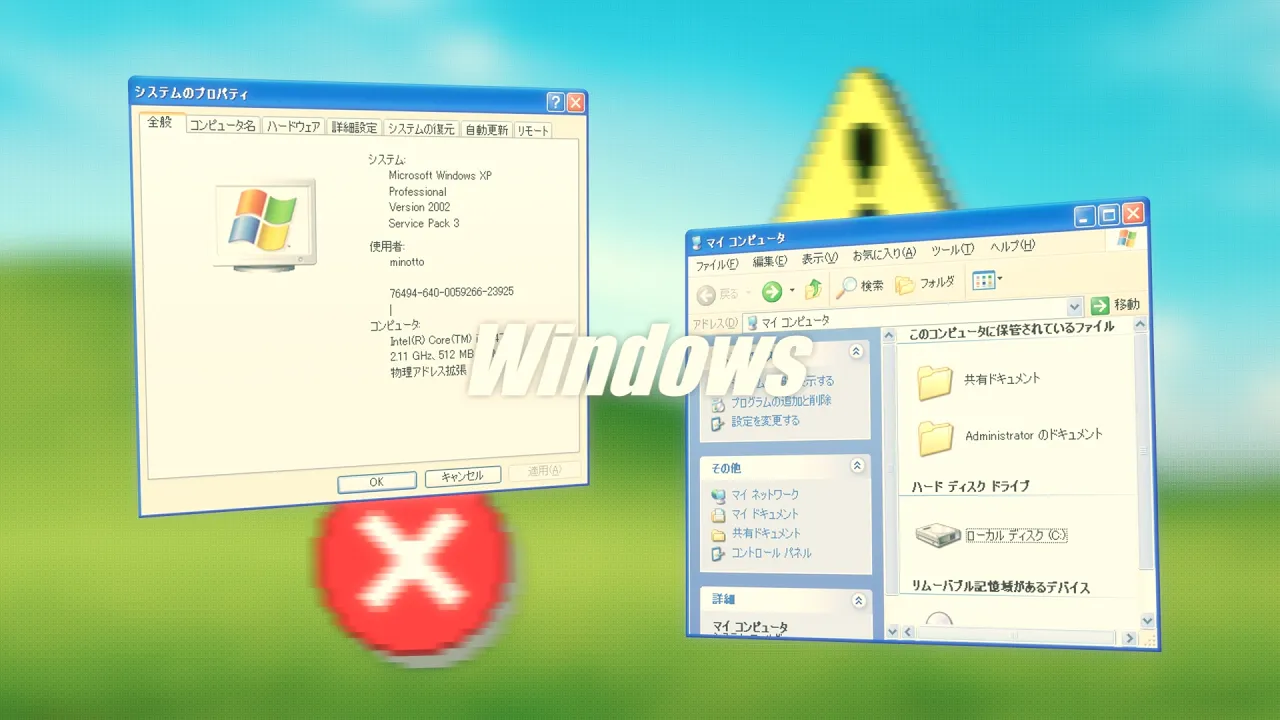 システムのプロパティ
全般 コンピュータ名 ハードウェア 詳細設定 システムの復元 自動更新 リモート
システム:
Microsoft Windows XP
Professional
Version 2002
Service Pack 3
使用者:
minotto
76494-640-0059266-23925
コンピュータ:
Intel(R) Core(TM)
2.11 GHz, 512 MB
物理アドレス拡張
OK キャンセル 適用(A)
Windows
マイ コンピュータ
ファイル(F) 編集(E) 表示(V) お気に入り(A) ツール(T) ヘルプ(H)
戻る 検索 フォルダ
アドレス(D) マイ コンピュータ 移動
示する
プログラムの追加と削除
設定を変更する
その他
マイ ネットワーク
マイ ドキュメント
共有ドキュメント
コントロール パネル
詳細
マイ コンピュータ
このコンピュータに保管されているファイル
共有ドキュメント
Administrator のドキュメント
ハード ディスク ドライブ
ローカル ディスク (C:)
リムーバブル記憶域があるデバイス